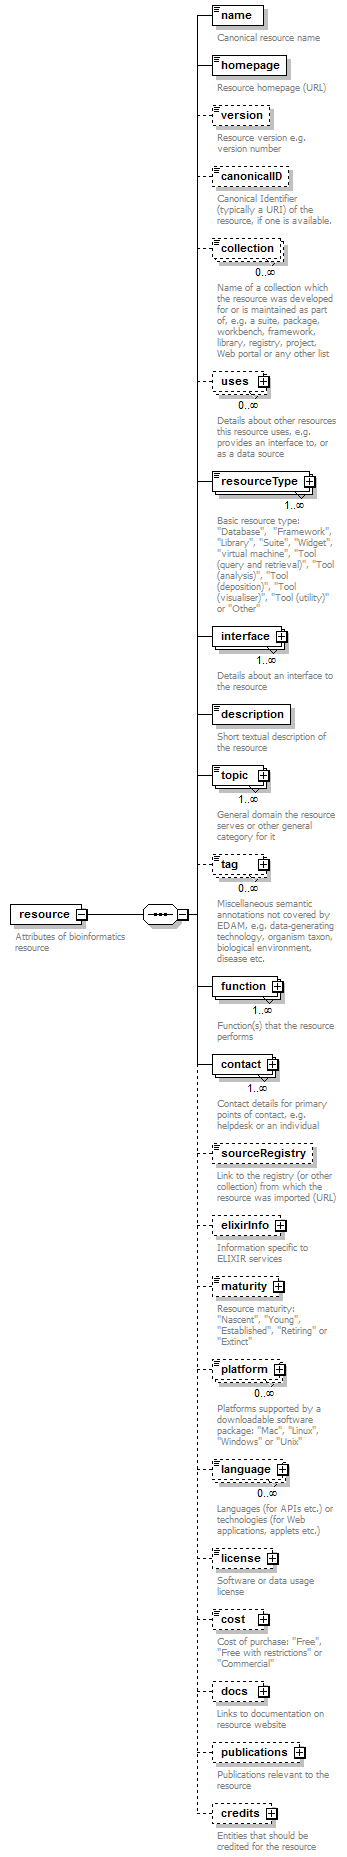 name
Canonical resource name
homepage
Resource homepage (URL)
version
Resource version e.g.
version number
canonicalID
Canonical Identifier
(typically a URI) of the
resource, if one is available.
collection
0..∞
Name of a collection which
the resource was developed
for or is maintained as part
of, e.g. a suite, package,
workbench, framework,
library, registry, project,
Web portal or any other list
uses
0..∞
Details about other resources
this resource uses, e.g.
provides an interface to, or
as a data source
resourceType
1..∞
Basic resource type:
"Database", "Framework",
"Library", "Suite", "Widget",
"virtual machine", "Tool
(query and retrieval)", "Tool
(analysis)", "Tool
(deposition)", "Tool
(visualiser)", "Tool (utility)"
or "Other"
interface
1..∞
Details about an interface to
the resource
description
Short textual description of
the resource
topic
1..∞
General domain the resource
serves or other general
category for it
tag
0..∞
Miscellaneous semantic
annotations not covered by
EDAM, e.g. data-generating
technology, organism taxon,
biological environment,
disease etc.
resource
Attributes of bioinformatics
resource
function
1..∞
Function(s) that the resource
performs
contact
1..∞
Contact details for primary
points of contact, e.g.
helpdesk or an individual
sourceRegistry
Link to the registry (or other
collection) from which the
resource was imported (URL)
elixirInfo
Information specific to
ELIXIR services
maturity
Resource maturity:
"Nascent", "Young",
"Established", "Retiring" or
"Extinct"
platform
0..∞
Platforms supported by a
downloadable software
package: "Mac", "Linux",
"Windows" or "Unix"
language
0..∞
Languages (for APIs etc.) or
technologies (for Web
applications, applets etc.)
license
Software or data usage
license
cost
Cost of purchase: "Free",
"Free with restrictions" or
"Commercial"
docs
Links to documentation on
resource website
publications
Publications relevant to the
resource
credits
Entities that should be
credited for the resource